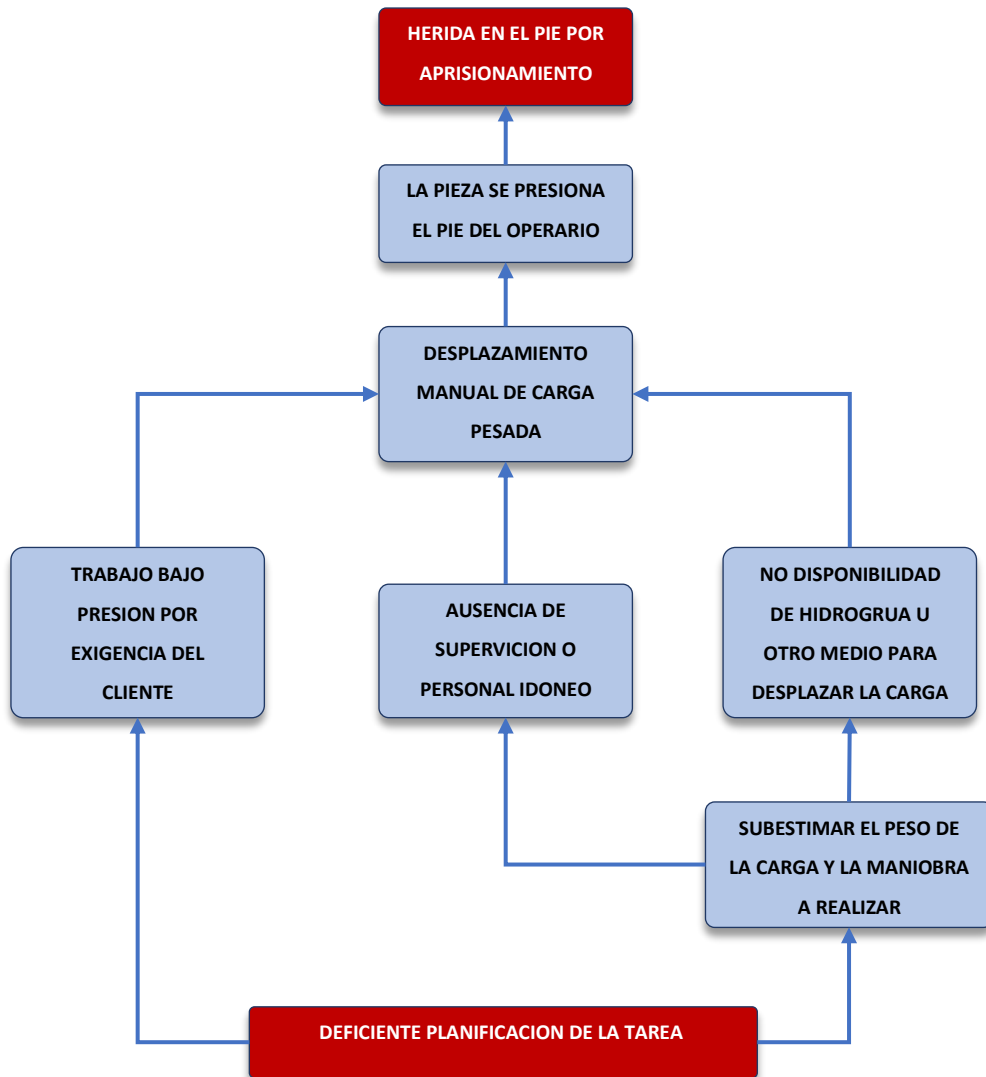 HERIDA EN EL PIE POR
APRISIONAMIENTO
LA PIEZA SE PRESIONA
EL PIE DEL OPERARIO
DESPLAZAMIENTO
MANUAL DE CARGA
PESADA
TRABAJO BAJO
PRESION POR
EXIGENCIA DEL
CLIENTE
AUSENCIA DE
SUPERVICION O
PERSONAL IDONEO
NO DISPONIBILIDAD
DE HIDROGRUA U
OTRO MEDIO PARA
DESPLAZAR LA CARGA
SUBESTIMAR EL PESO DE
LA CARGA Y LA MANIOBRA
A REALIZAR
DEFICIENTE PLANIFICACION DE LA TAREA